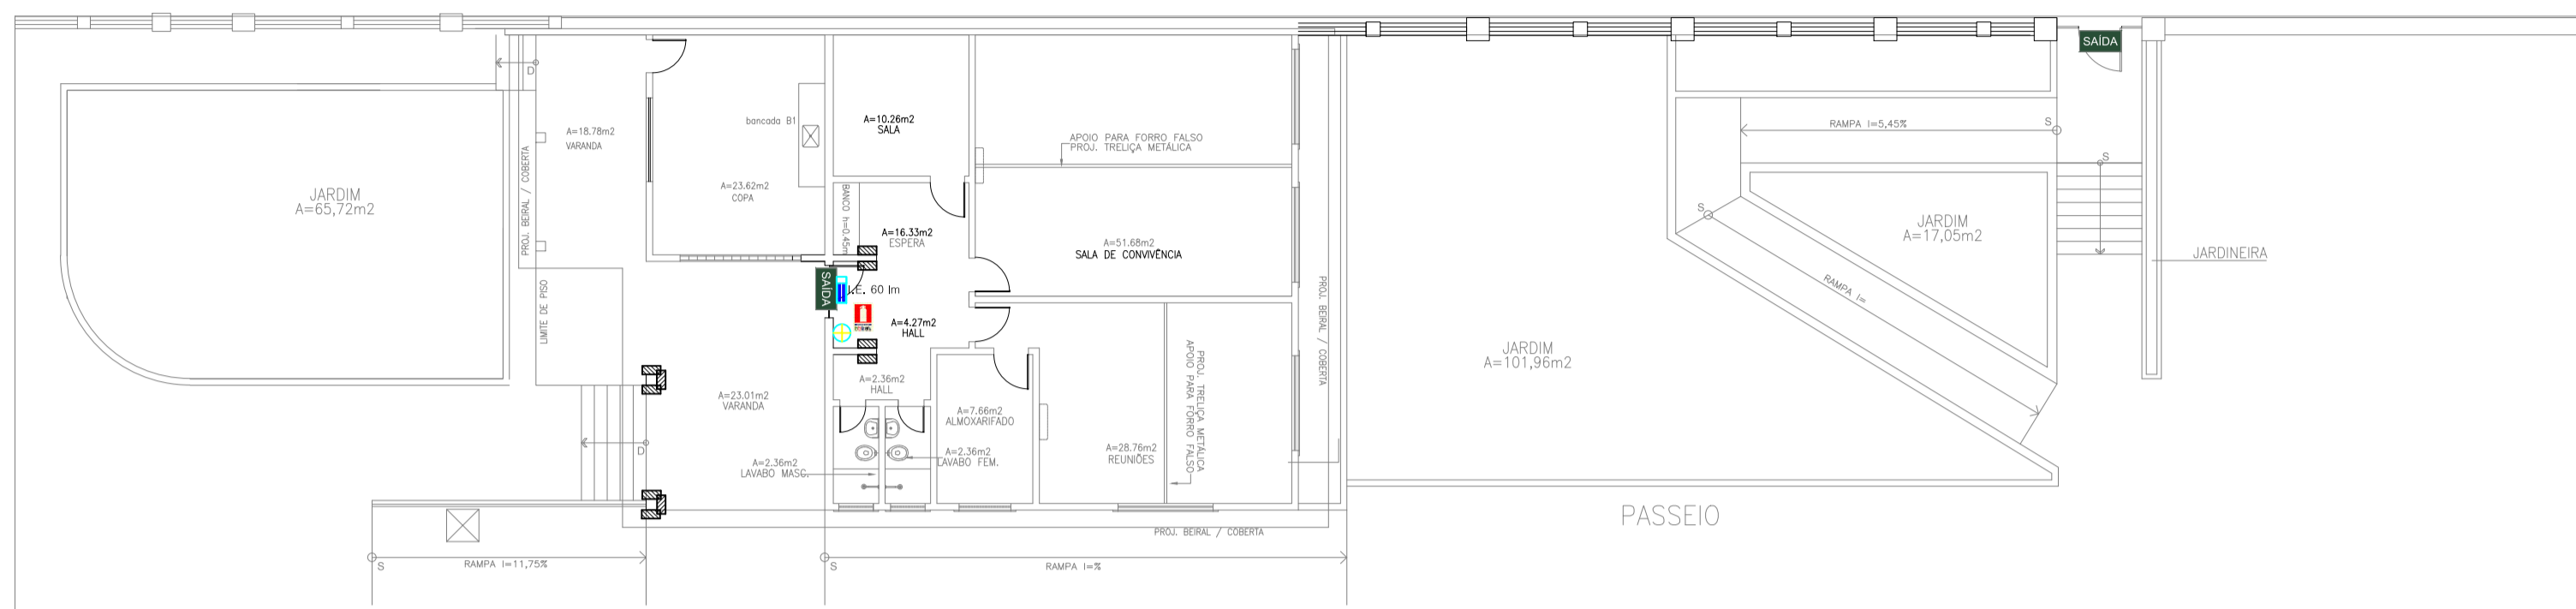 SAÍDA
D
A=18.78m2
VARANDA
bancada B1
A=10.26m2
SALA
APOIO PARA FORRO FALSO
PROJ. TRELIÇA METÁLICA
RAMPA I=5,45%
S
S
PROJ. BEIRAL / COBERTA
JARDIM
A=65,72m2
A=23.62m2
COPA
BANCO h=0.45m
A=16.33m2
ESPERA
A=51.68m2
SALA DE CONVIVÊNCIA
S
JARDIM
A=17,05m2
JARDINEIRA
LIMITE DE PISO
SAÍDA
I.E. 60 lm
A=4.27m2
HALL
PROJ. BEIRAL / COBERTA
RAMPA I=
JARDIM
A=101,96m2
A=23.01m2
VARANDA
A=2.36m2
HALL
A=7.66m2
ALMOXARIFADO
PROJ. TRELIÇA METÁLICA
APOIO PARA FORRO FALSO
D
A=2.36m2
LAVABO MASC.
A=2.36m2
LAVABO FEM.
A=28.76m2
REUNIÕES
PASSEIO
PROJ. BEIRAL / COBERTA
S
RAMPA I=11,75%
S
RAMPA I=%